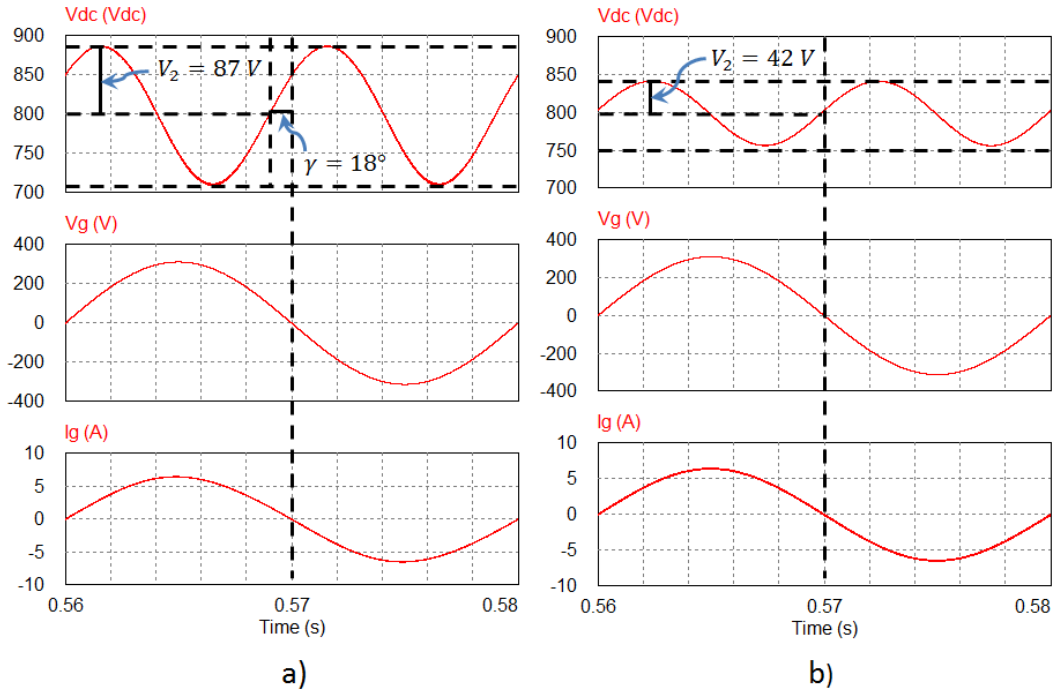 Vdc (Vdc)
900
850
800
750
700
V₂ = 87 V
γ = 18°
Vg (V)
400
200
0
-200
-400
Ig (A)
10
5
0
-5
-10
0.56
0.57
0.58
Time (s)
a)
Vdc (Vdc)
900
850
800
750
700
V₂ = 42 V
Vg (V)
400
200
0
-200
-400
Ig (A)
10
5
0
-5
-10
0.56
0.57
0.58
Time (s)
b)